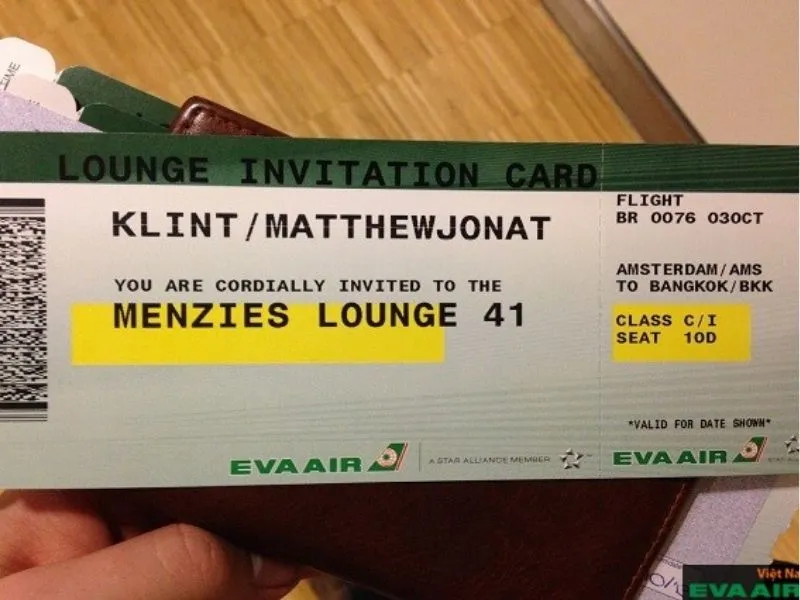 LOUNGE INVITATION CARD
KLINT/MATTHEWJONAT
YOU ARE CORDIALLY INVITED TO THE
MENZIES LOUNGE 41
EVA AIR
A STAR ALLIANCE MEMBER
FLIGHT
BR 0076 03OCT
AMSTERDAM/AMS
TO BANGKOK/BKK
CLASS C/I
SEAT 10D
*VALID FOR DATE SHOWN*
EVA AIR
Việt Na
EVA AIR